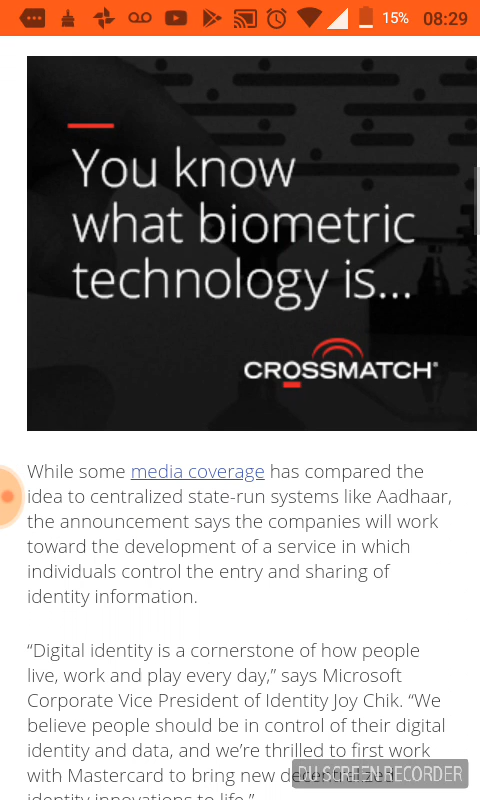 15% 08:29
You know
what biometric
technology is...
CROSSMATCH®
While some media coverage has compared the
idea to centralized state-run systems like Aadhaar,
the announcement says the companies will work
toward the development of a service in which
individuals control the entry and sharing of
identity information.
“Digital identity is a cornerstone of how people
live, work and play every day,” says Microsoft
Corporate Vice President of Identity Joy Chik. “We
believe people should be in control of their digital
identity and data, and we’re thrilled to first work
with Mastercard to bring new decentralized
DU SCREEN RECORDER
identity innovations to life.”